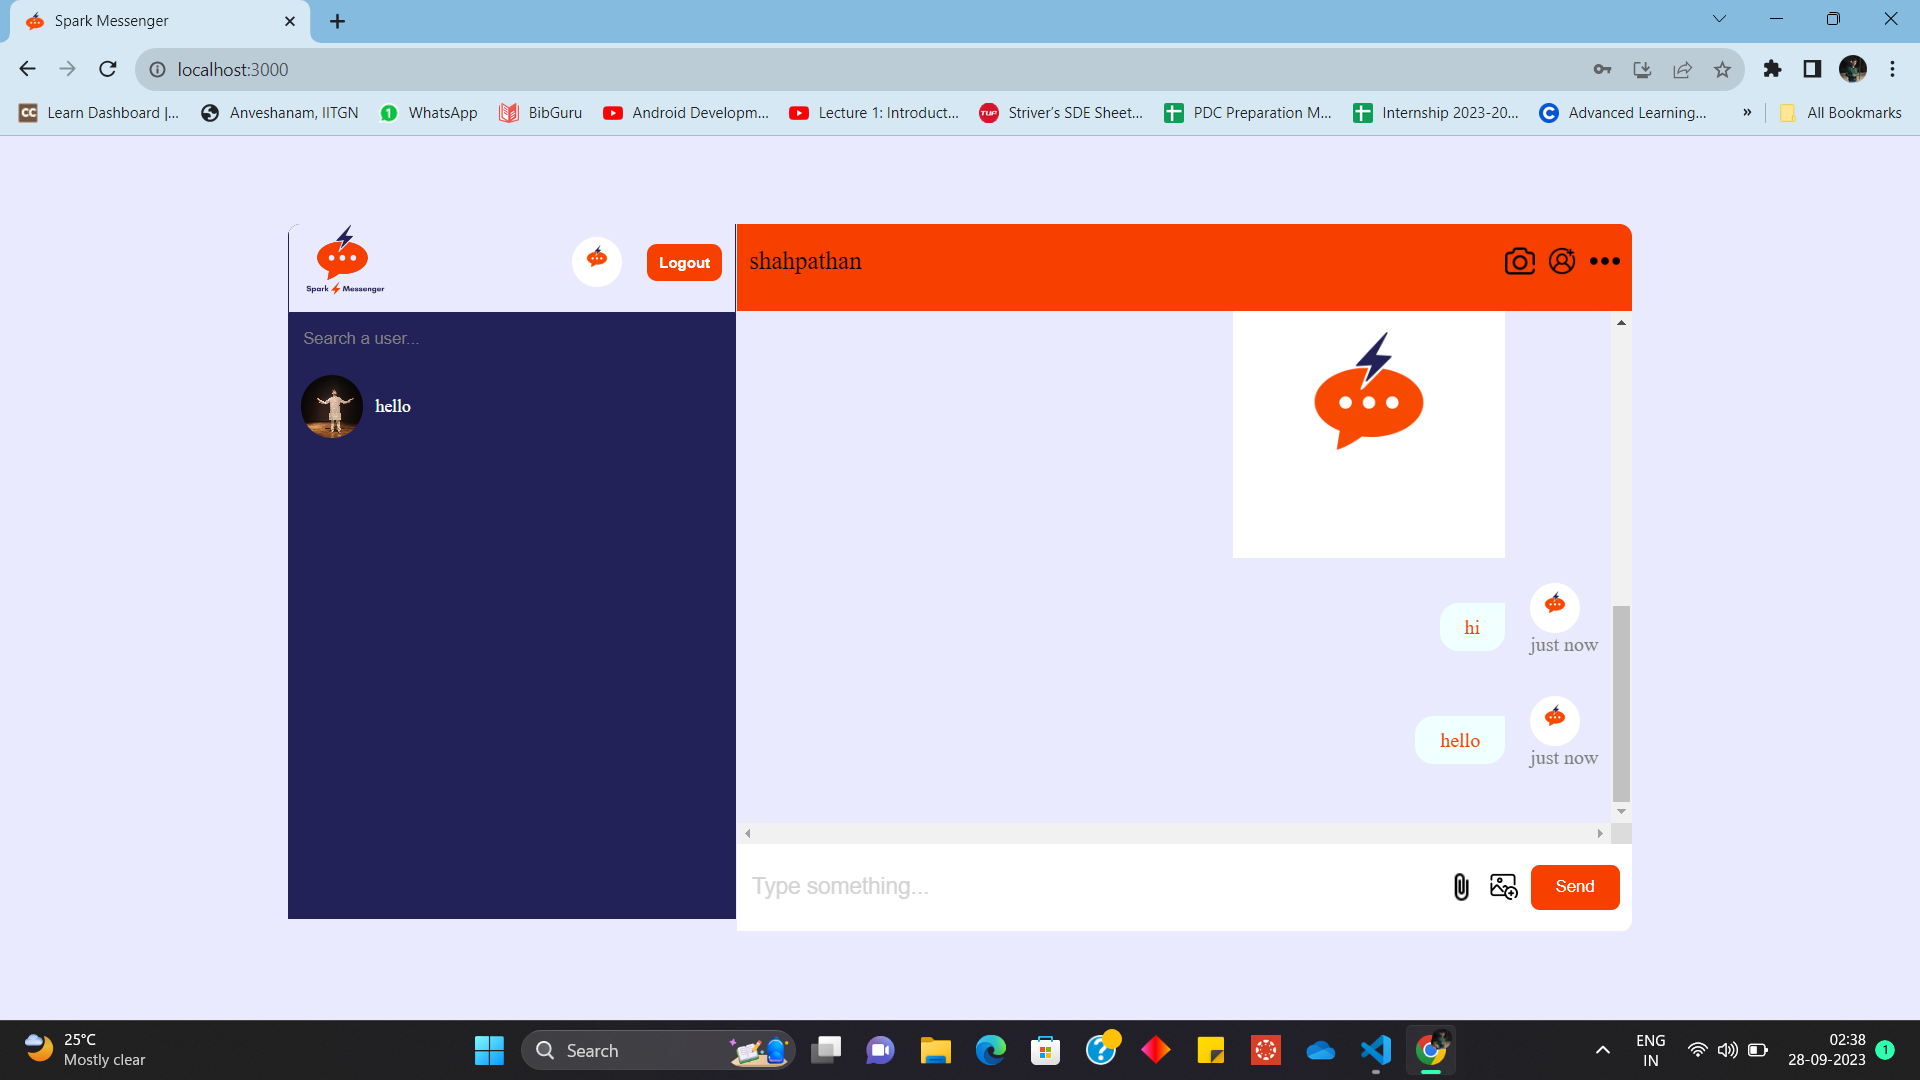 Spark Messenger
localhost:3000
Learn Dashboard |...
Anveshanam, IITGN
WhatsApp
BibGuru
Android Developm...
Lecture 1: Introduct...
Striver's SDE Sheet...
PDC Preparation M...
Internship 2023-20...
Advanced Learning...
»
All Bookmarks
Spark Messenger
Logout
shahpathan
Search a user...
hello
hi
just now
hello
just now
Type something...
Send
25°C
Mostly clear
Search
ENG
IN
02:38
28-09-2023
1